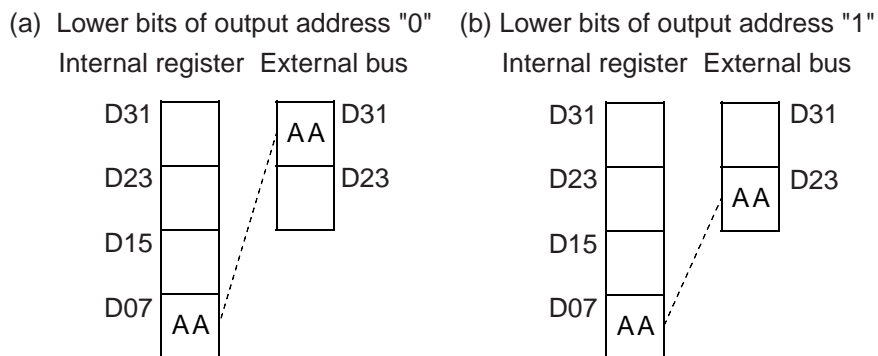 (a) Lower bits of output address "0"
Internal register External bus
D31
D23
D15
D07
AA
AA
D31
D23
(b) Lower bits of output address "1"
Internal register External bus
D31
D23
D15
D07
AA
AA
D31
D23